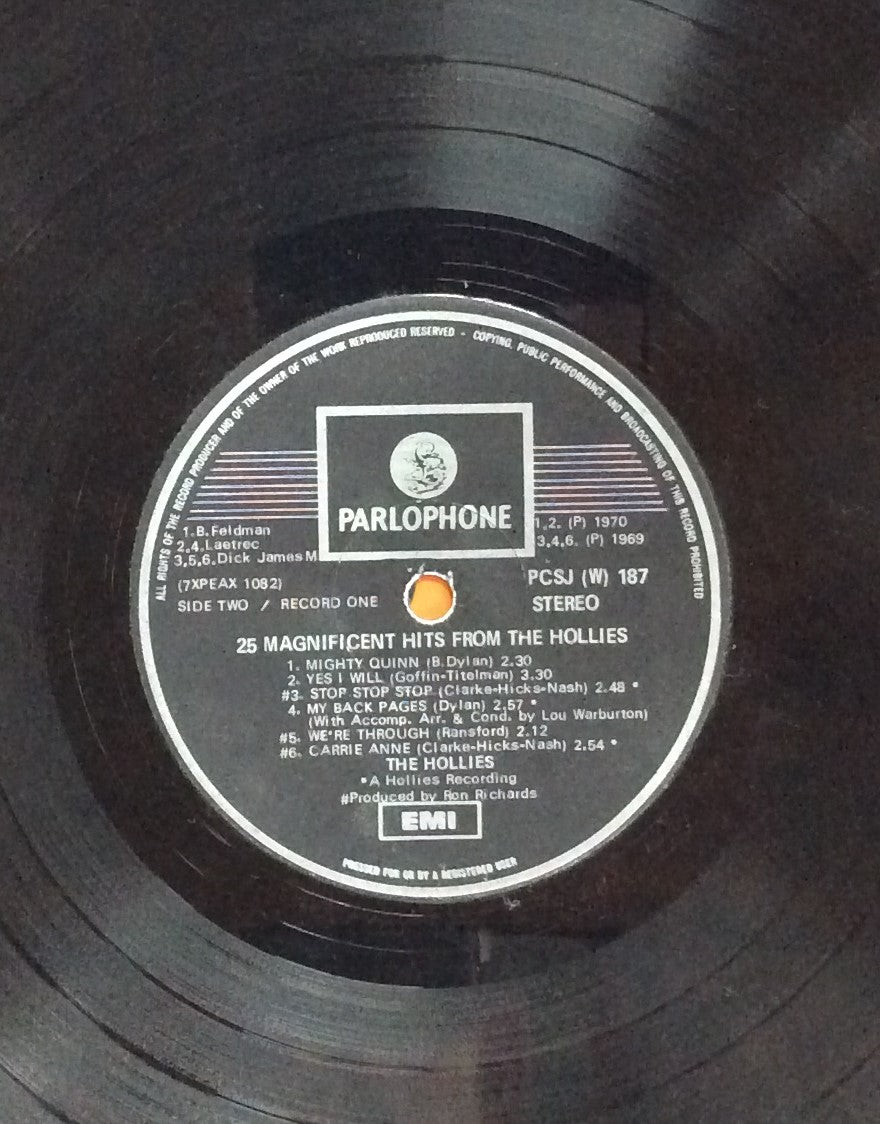 ALL RIGHTS OF THE RECORD PRODUCER AND OF THE OWNER OF THE WORK REPRODUCED RESERVED - COPYING, PUBLIC PERFORMANCE AND BROADCASTING OF THIS RECORD PROHIBITED
PARLOPHONE
1.B.Feldman
2.4.Laetrec
3,5,6.Dick James M
1,2. (P) 1970
3,4,6. (P) 1969
(7XPEAX 1082)
SIDE TWO / RECORD ONE
PCSJ (W) 187
STEREO
25 MAGNIFICENT HITS FROM THE HOLLIES
1. MIGHTY QUINN (B.Dylan) 2.30
2. YES I WILL (Goffin-Titelman) 3.30
#3. STOP STOP STOP (Clarke-Hicks-Nash) 2.48 *
4. MY BACK PAGES (Dylan) 2.57 *
(With Accomp. Arr. & Cond. by Lou Warburton)
#5. WE'RE THROUGH (Ransford) 2.12
#6. CARRIE ANNE (Clarke-Hicks-Nash) 2.54 *
THE HOLLIES
*A Hollies Recording
#Produced by Ron Richards
EMI
PRESSED FOR OR BY A REGISTERED USER